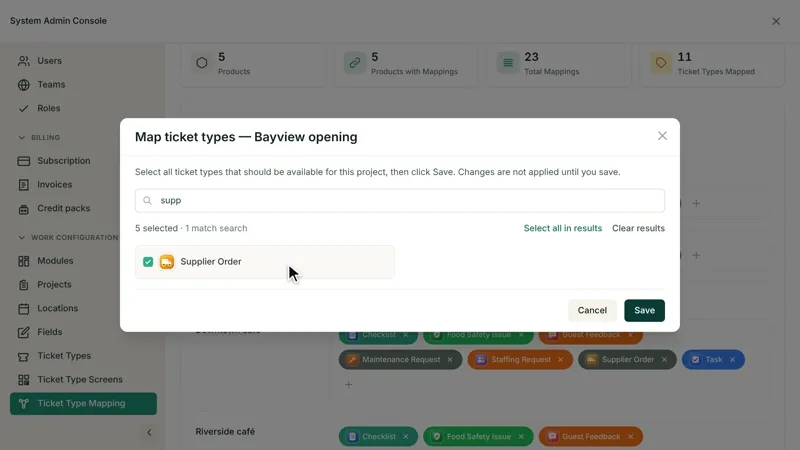 System Admin Console
Users
Teams
Roles
BILLING
Subscription
Invoices
Credit packs
WORK CONFIGURATION
Modules
Projects
Locations
Fields
Ticket Types
Ticket Type Screens
Ticket Type Mapping
5
Products
5
Products with Mappings
23
Total Mappings
11
Ticket Types Mapped
Map ticket types — Bayview opening
Select all ticket types that should be available for this project, then click Save. Changes are not applied until you save.
supp
5 selected · 1 match search
Select all in results
Clear results
Supplier Order
Cancel
Save
Checklist
Food Safety Issue
Guest Feedback
Maintenance Request
Staffing Request
Supplier Order
Task
Riverside café
Checklist
Food Safety Issue
Guest Feedback